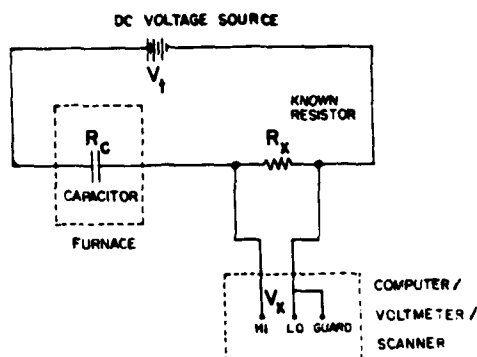 DC VOLTAGE SOURCE
Vt
KNOWN
RESISTOR
Rc
Rx
CAPACITOR
FURNACE
Vx
HI LO GUARD
COMPUTER/
VOLTMETER/
SCANNER